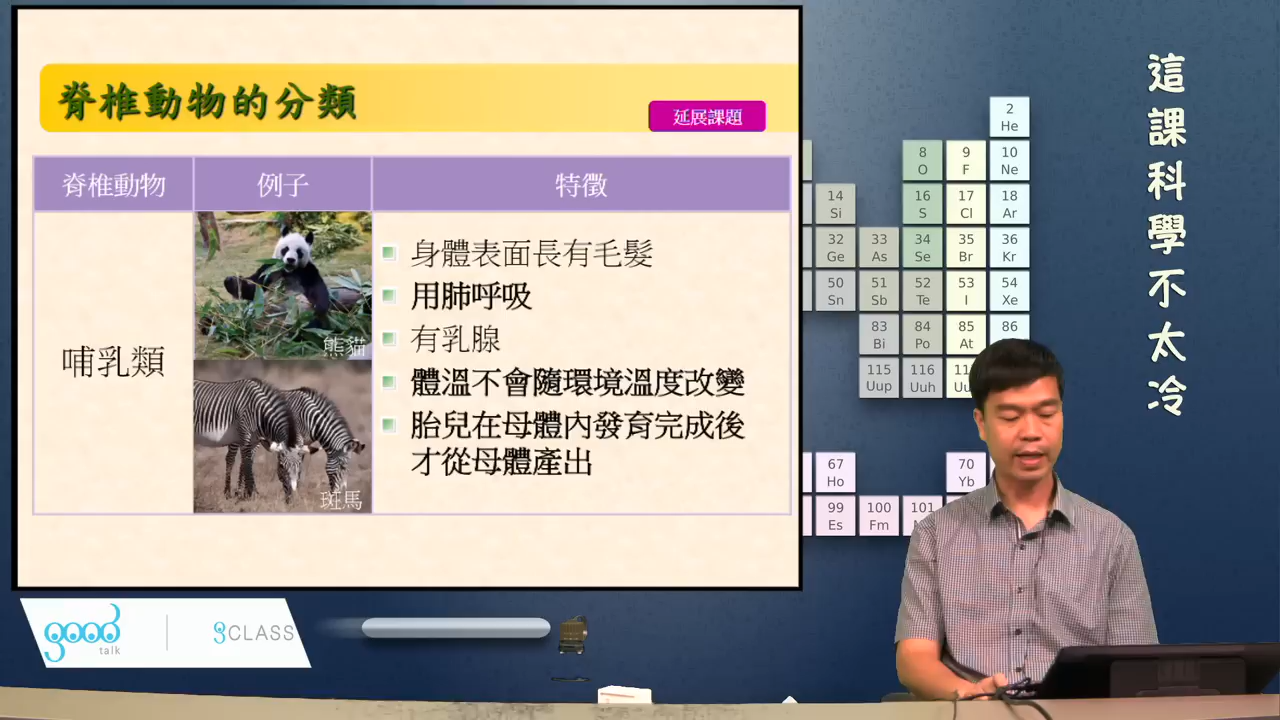 脊椎動物的分類
延展課題
脊椎動物
例子
特徵
哺乳類
熊貓
斑馬
身體表面長有毛髮
用肺呼吸
有乳腺
體溫不會隨環境溫度改變
胎兒在母體內發育完成後
才從母體產出
這課科學不太冷
2
He
8
O
9
F
10
Ne
14
Si
16
S
17
Cl
18
Ar
32
Ge
33
As
34
Se
35
Br
36
Kr
50
Sn
51
Sb
52
Te
53
I
54
Xe
83
Bi
84
Po
85
At
86
115
Uup
116
Uuh
67
Ho
70
Yb
99
Es
100
Fm
101
good
talk
CLASS